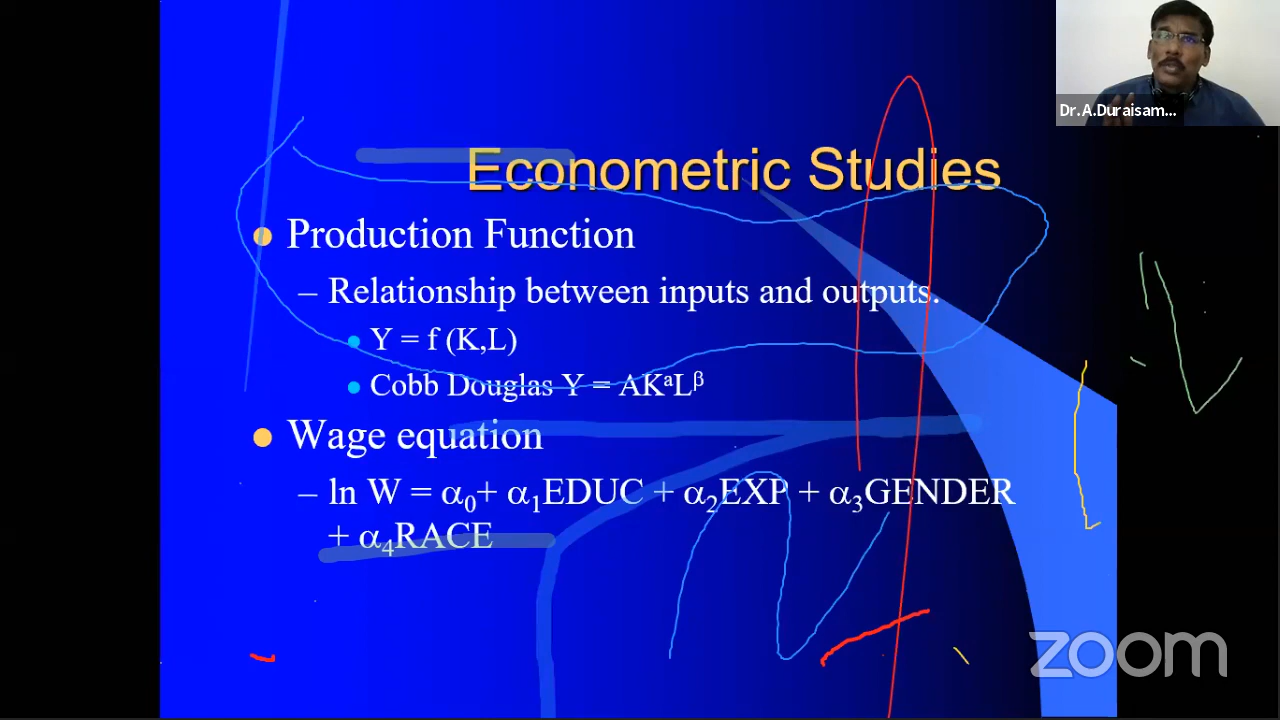 Dr.A.Duraisam...
Econometric Studies
Production Function
– Relationship between inputs and outputs.
Y = f (K,L)
Cobb Douglas Y = AKᵃLᵝ
Wage equation
– ln W = α₀+ α₁EDUC + α₂EXP + α₃GENDER
+ α₄RACE
zoom